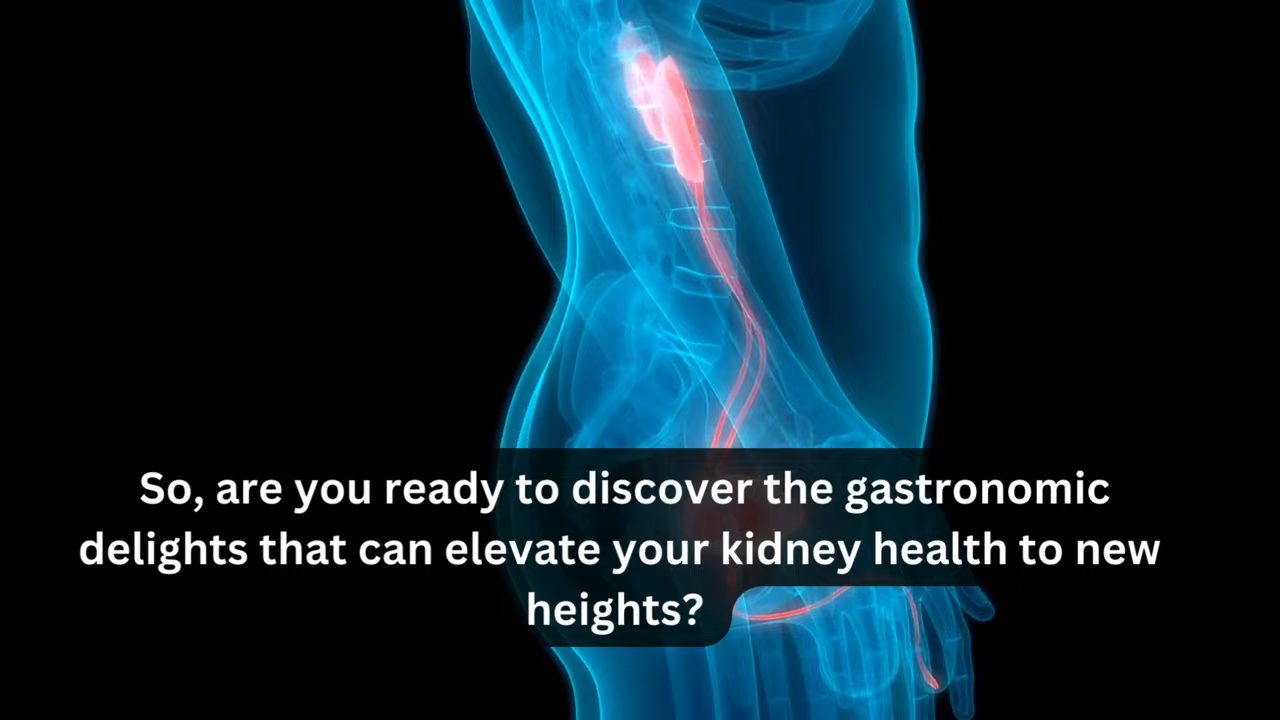 So, are you ready to discover the gastronomic
delights that can elevate your kidney health to new
heights?